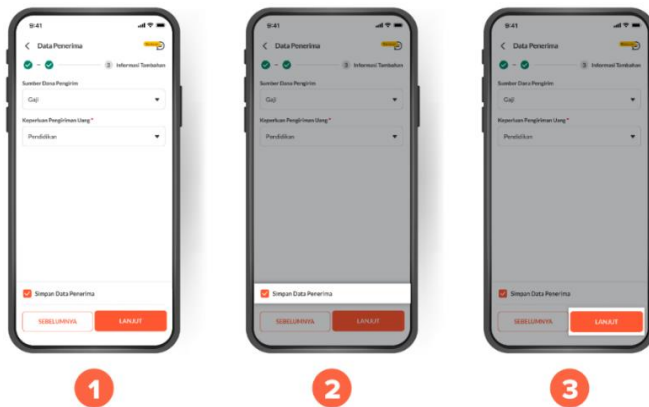 9:41
Data Penerima
3 Informasi Tambahan
Sumber Dana Pengirim
Gaji
Keperluan Pengiriman Uang *
Pendidikan
Simpan Data Penerima
SEBELUMNYA
LANJUT
1
9:41
Data Penerima
3 Informasi Tambahan
Sumber Dana Pengirim
Gaji
Keperluan Pengiriman Uang *
Pendidikan
Simpan Data Penerima
SEBELUMNYA
LANJUT
2
9:41
Data Penerima
3 Informasi Tambahan
Sumber Dana Pengirim
Gaji
Keperluan Pengiriman Uang *
Pendidikan
Simpan Data Penerima
SEBELUMNYA
LANJUT
3